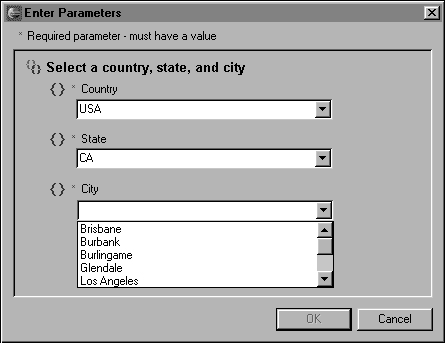 Enter Parameters
* Required parameter - must have a value
{} Select a country, state, and city
{} * Country
USA
{} * State
CA
{} * City
Brisbane
Burbank
Burlingame
Glendale
Los Angeles
OK Cancel